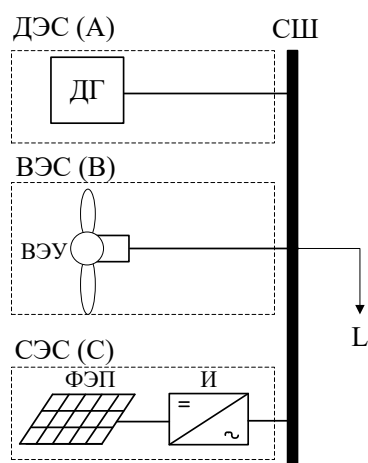 ДЭС (А)
СШ
ДГ
ВЭС (В)
ВЭУ
L
СЭС (С)
ФЭП
И